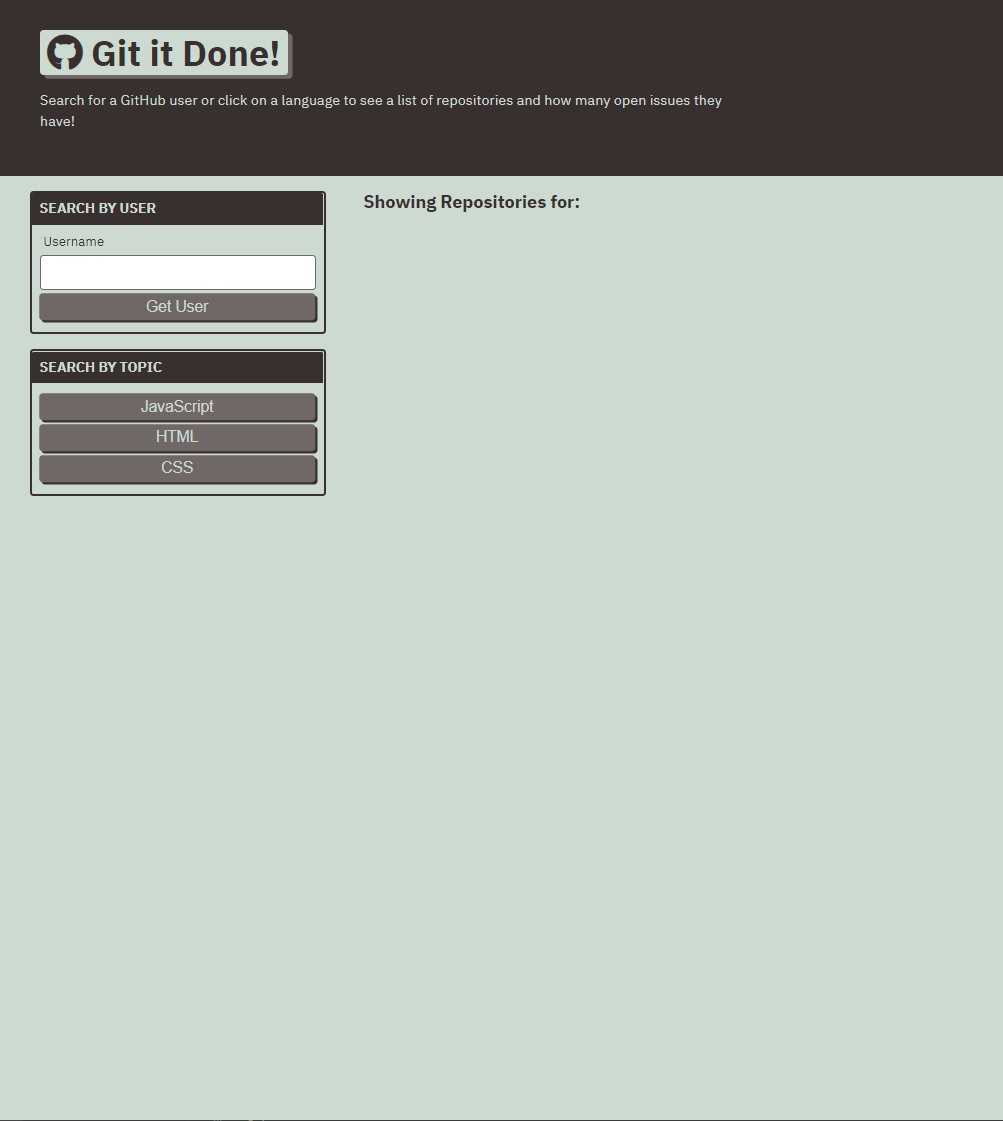 Git it Done!
Search for a GitHub user or click on a language to see a list of repositories and how many open issues they
have!
SEARCH BY USER
Username
Get User
Showing Repositories for:
SEARCH BY TOPIC
JavaScript
HTML
CSS